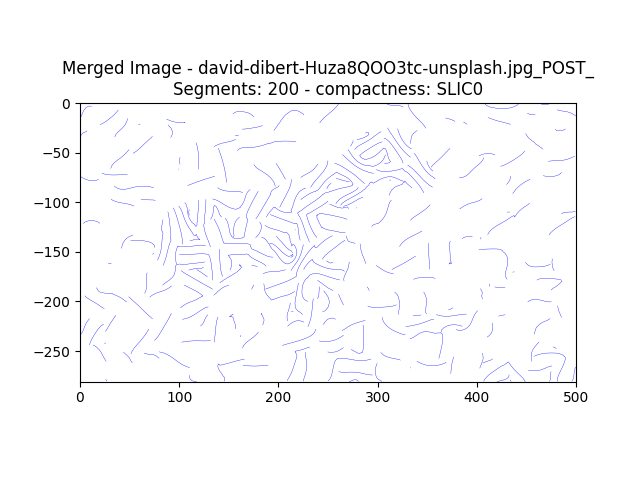 Merged Image - david-dibert-Huza8QOO3tc-unsplash.jpg_POST_
Segments: 200 - compactness: SLIC0
0
−50
−100
−150
−200
−250
0 100 200 300 400 500